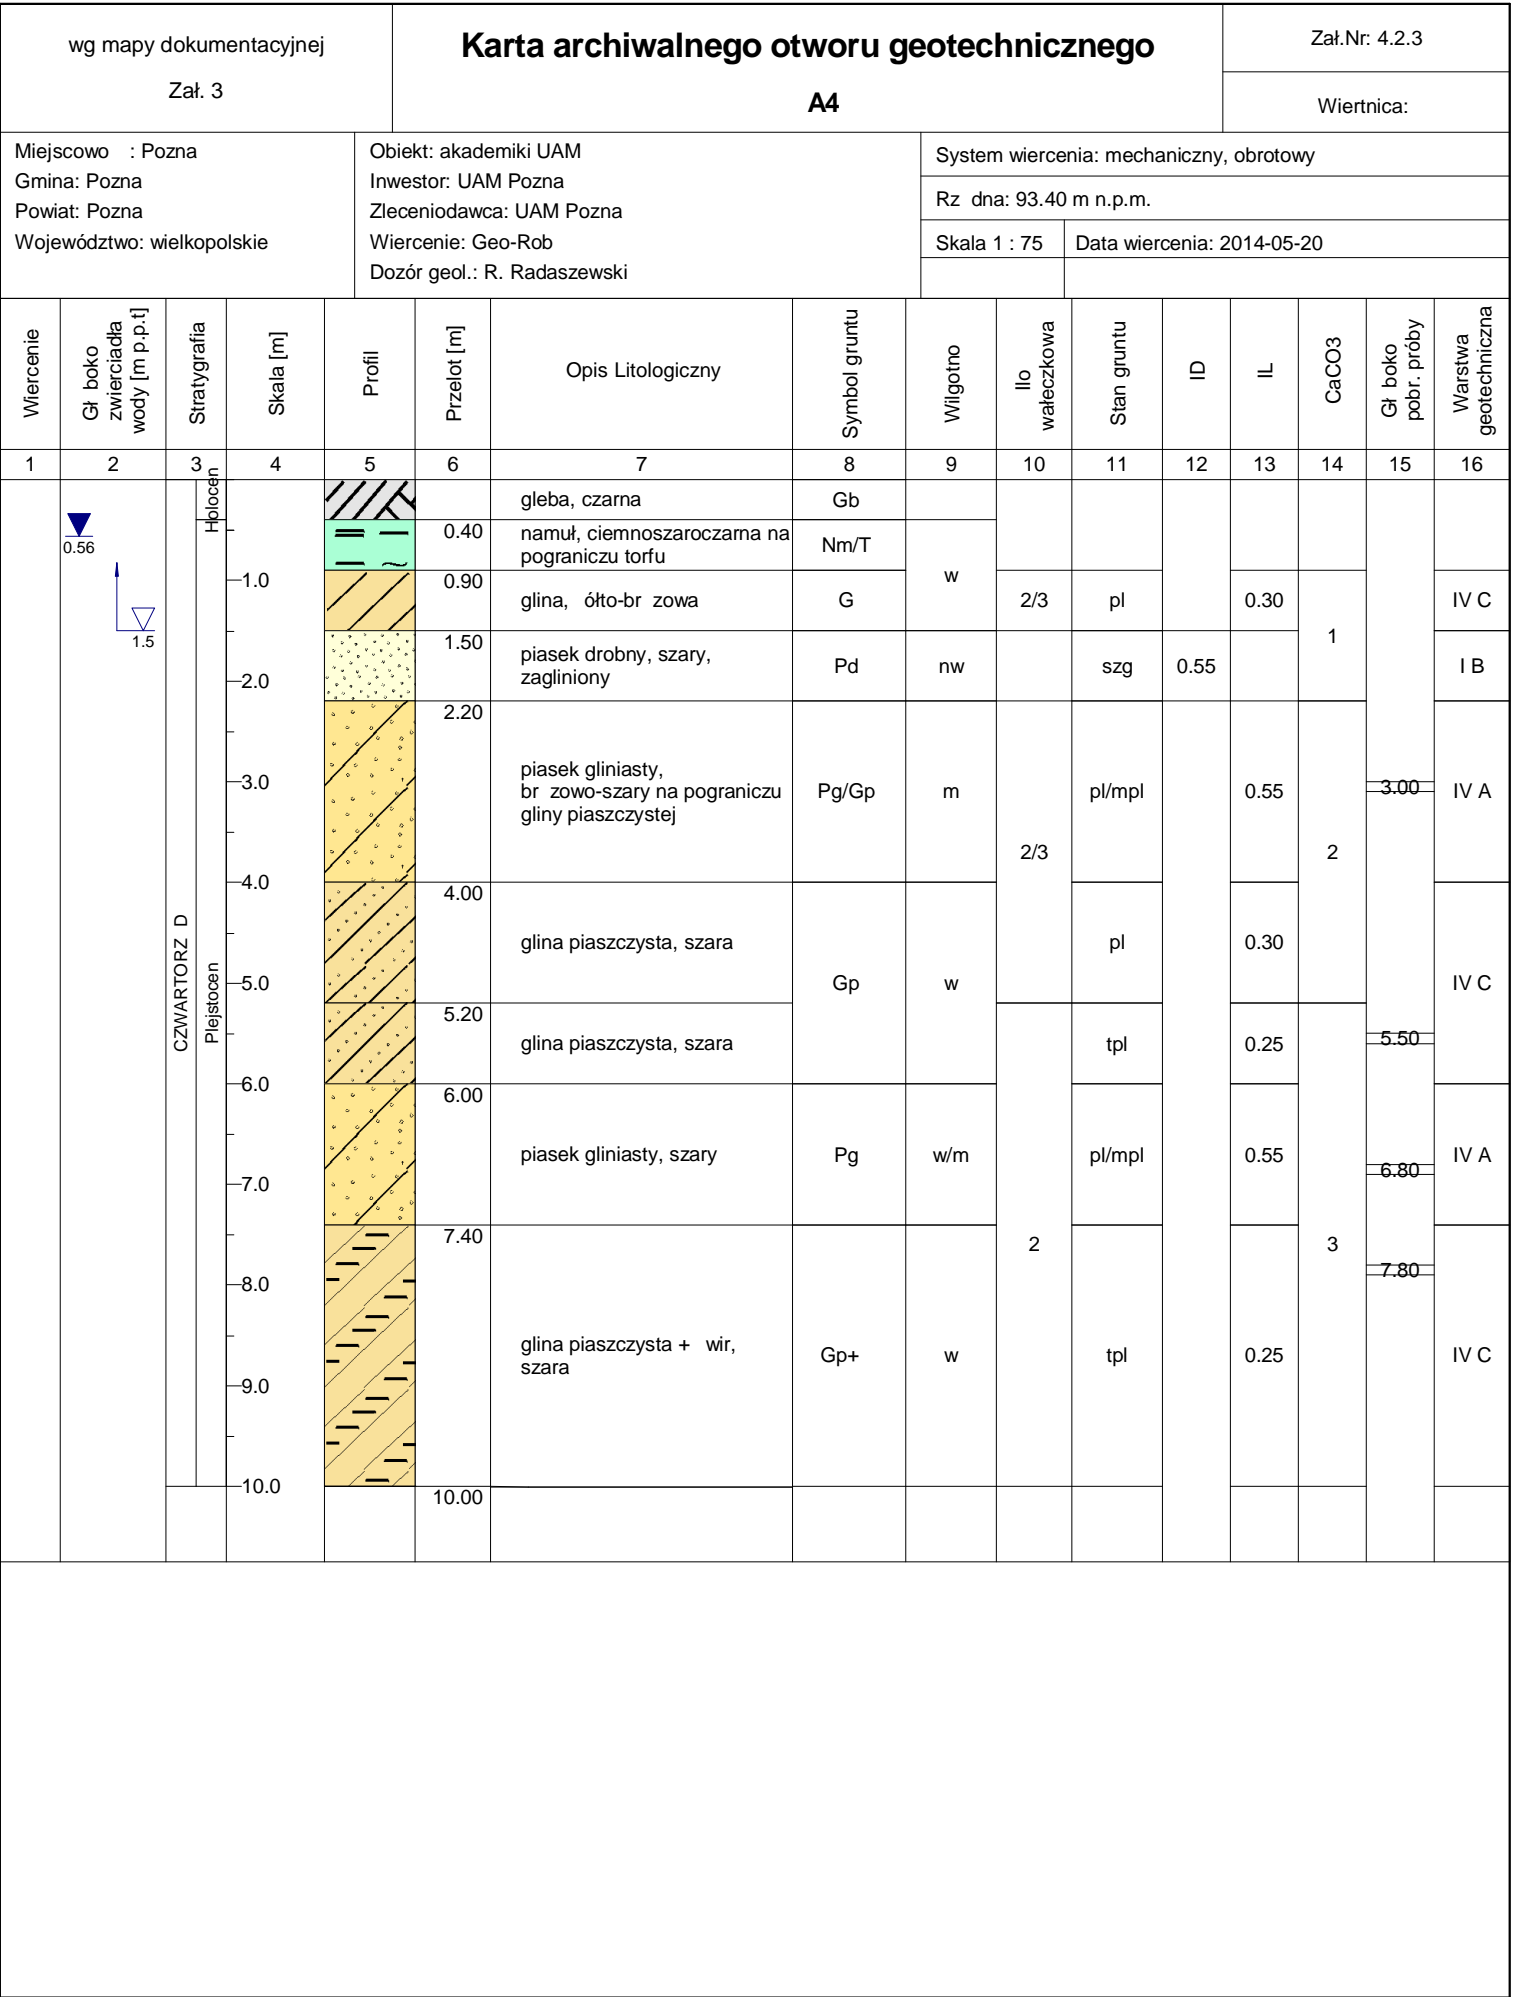 wg mapy dokumentacyjnej
Zał. 3
Karta archiwalnego otworu geotechnicznego
A4
Zał.Nr: 4.2.3
Wiertnica:
Miejscowo : Pozna
Gmina: Pozna
Powiat: Pozna
Województwo: wielkopolskie
Obiekt: akademiki UAM
Inwestor: UAM Pozna
Zleceniodawca: UAM Pozna
Wiercenie: Geo-Rob
Dozór geol.: R. Radaszewski
System wiercenia: mechaniczny, obrotowy
Rz dna: 93.40 m n.p.m.
Skala 1 : 75
Data wiercenia: 2014-05-20
Wiercenie
Gł boko
zwierciadła
wody [m p.p.t]
Stratygrafia
Skala [m]
Profil
Przelot [m]
Opis Litologiczny
Symbol gruntu
Wilgotno
Ilo
wałeczkowa
Stan gruntu
ID
IL
CaCO3
Gł boko
pobr. próby
Warstwa
geotechniczna
1 2 3 4 5 6 7 8 9 10 11 12 13 14 15 16
Holocen
gleba, czarna
Gb
0.56
0.40
namuł, ciemnoszaroczarna na
pograniczu torfu
Nm/T
w
1.0
0.90
glina, ółto-br zowa
G
2/3
pl
0.30
IV C
1
1.5
1.50
piasek drobny, szary,
zagliniony
Pd
nw
szg
0.55
I B
2.0
2.20
piasek gliniasty,
br zowo-szary na pograniczu
gliny piaszczystej
Pg/Gp
m
pl/mpl
0.55
3.00
IV A
3.0
2/3
2
4.0
4.00
glina piaszczysta, szara
pl
0.30
CZWARTORZ D
Plejstocen
5.0
Gp
w
IV C
5.20
glina piaszczysta, szara
tpl
0.25
5.50
6.0
6.00
piasek gliniasty, szary
Pg
w/m
pl/mpl
0.55
6.80
IV A
7.0
7.40
2
3
7.80
8.0
glina piaszczysta + wir,
szara
Gp+
w
tpl
0.25
IV C
9.0
10.0
10.00